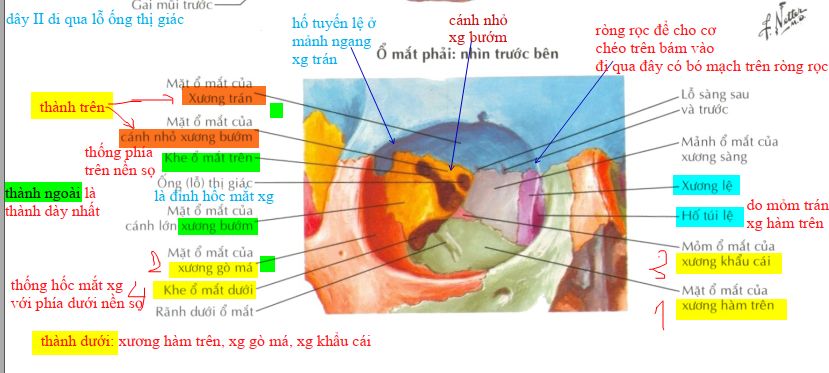 Gai mũi trước
dây II đi qua lỗ ống thị giác
hố tuyến lệ ở
mảnh ngang
xg trán
cánh nhỏ
xg bướm
ròng rọc để cho cơ
chéo trên bám vào
đi qua đây có bó mạch trên ròng rọc
F. Netter
M.D.
Ổ mắt phải: nhìn trước bên
thành trên
Mặt ổ mắt của
Xương trán
Mặt ổ mắt của
cánh nhỏ xương bướm
thống phía
trên nền sọ
Khe ổ mắt trên
Ống (lỗ) thị giác
là đỉnh hốc mắt xg
thành ngoài là
thành dày nhất
Mặt ổ mắt của
cánh lớn xương bướm
2
Mặt ổ mắt của
xương gò má
thống hốc mắt xg
với phía dưới nền sọ
Khe ổ mắt dưới
Rãnh dưới ổ mắt
Lỗ sàng sau
và trước
Mảnh ổ mắt của
xương sàng
Xương lệ
Hố túi lệ
do mỏm trán
xg hàm trên
Mỏm ổ mắt của
xương khẩu cái
3
Mặt ổ mắt của
xương hàm trên
1
thành dưới: xương hàm trên, xg gò má, xg khẩu cái